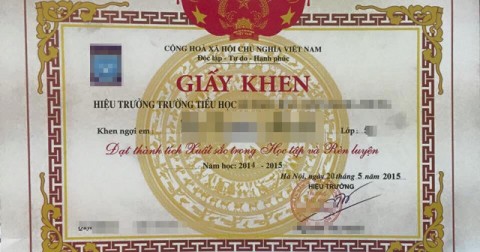 CỘNG HOÀ XÃ HỘI CHỦ NGHĨA VIỆT NAM
Độc lập - Tự do - Hạnh phúc
GIẤY KHEN
HIỆU TRƯỞNG TRƯỜNG TIỂU HỌC
Khen ngợi em
Lớp:
Đạt thành tích Xuất sắc trong Học tập và Rèn luyện
Năm học: 2014 - 2015
Hà Nội, ngày 20 tháng 5 năm 2015
HIỆU TRƯỞNG